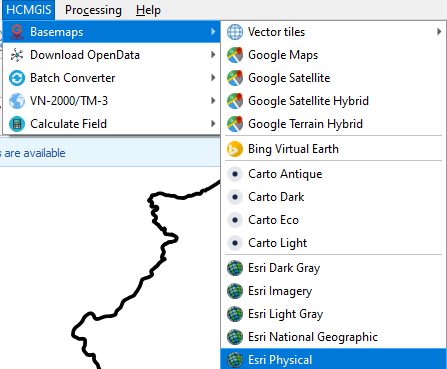 HCMGIS Processing Help
Basemaps
Download OpenData
Batch Converter
VN-2000/TM-3
Calculate Field
s are available
Vector tiles
Google Maps
Google Satellite
Google Satellite Hybrid
Google Terrain Hybrid
Bing Virtual Earth
Carto Antique
Carto Dark
Carto Eco
Carto Light
Esri Dark Gray
Esri Imagery
Esri Light Gray
Esri National Geographic
Esri Physical